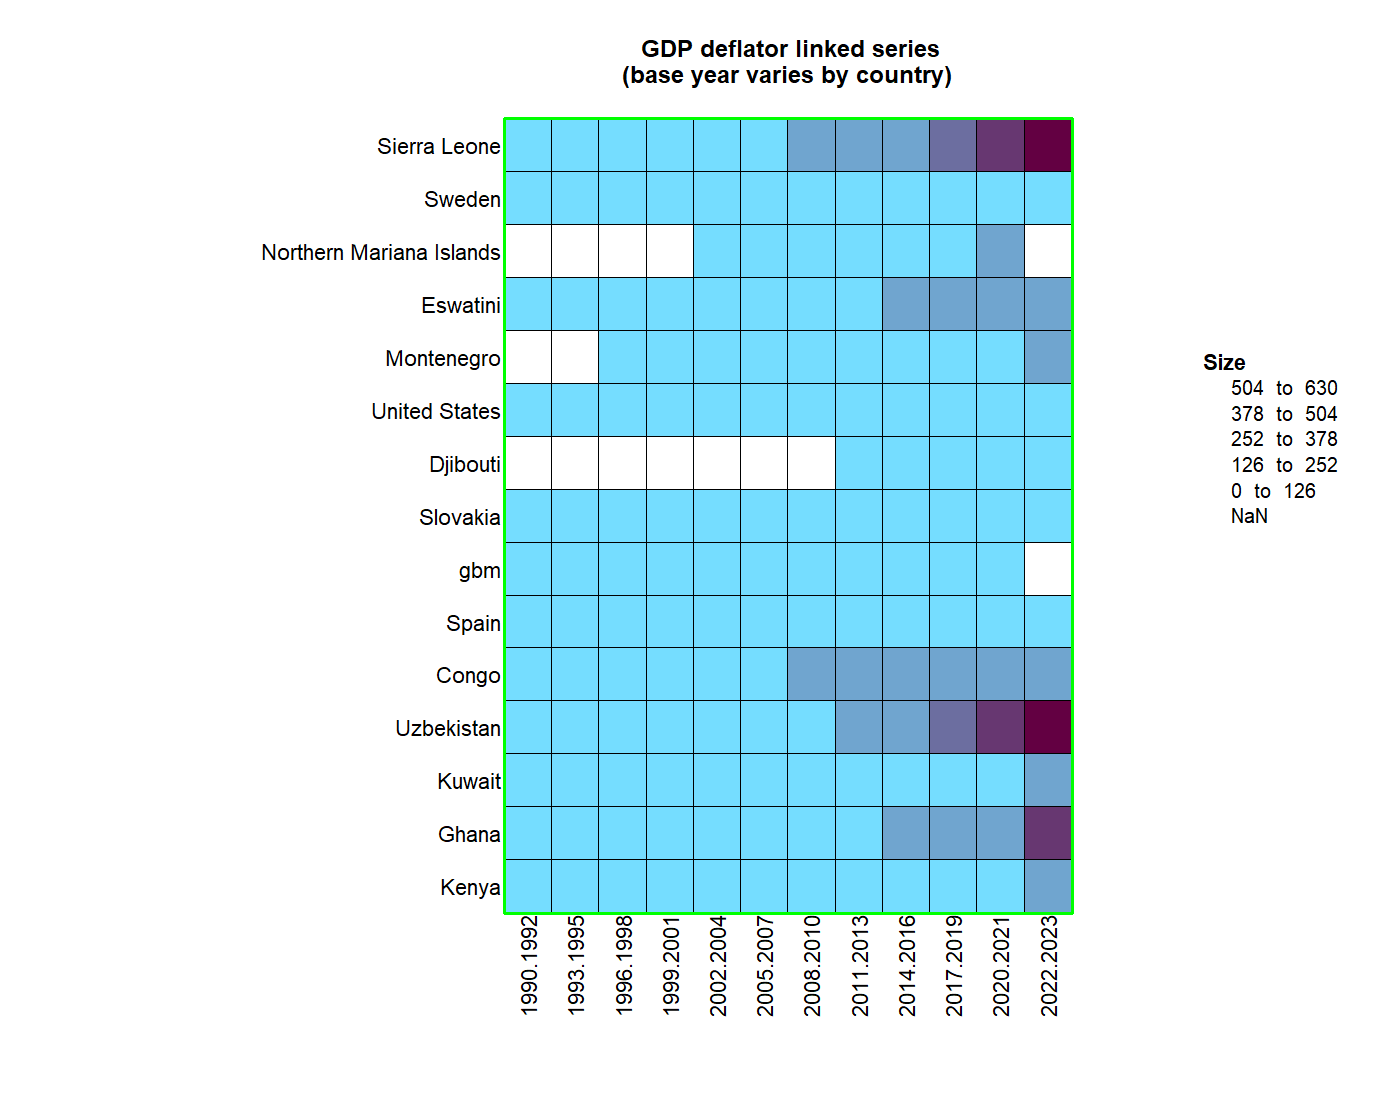 GDP deflator linked series
(base year varies by country)
Sierra Leone
Sweden
Northern Mariana Islands
Eswatini
Montenegro
United States
Djibouti
Slovakia
gbm
Spain
Congo
Uzbekistan
Kuwait
Ghana
Kenya
1990.1992
1993.1995
1996.1998
1999.2001
2002.2004
2005.2007
2008.2010
2011.2013
2014.2016
2017.2019
2020.2021
2022.2023
Size
504 to 630
378 to 504
252 to 378
126 to 252
0 to 126
NaN